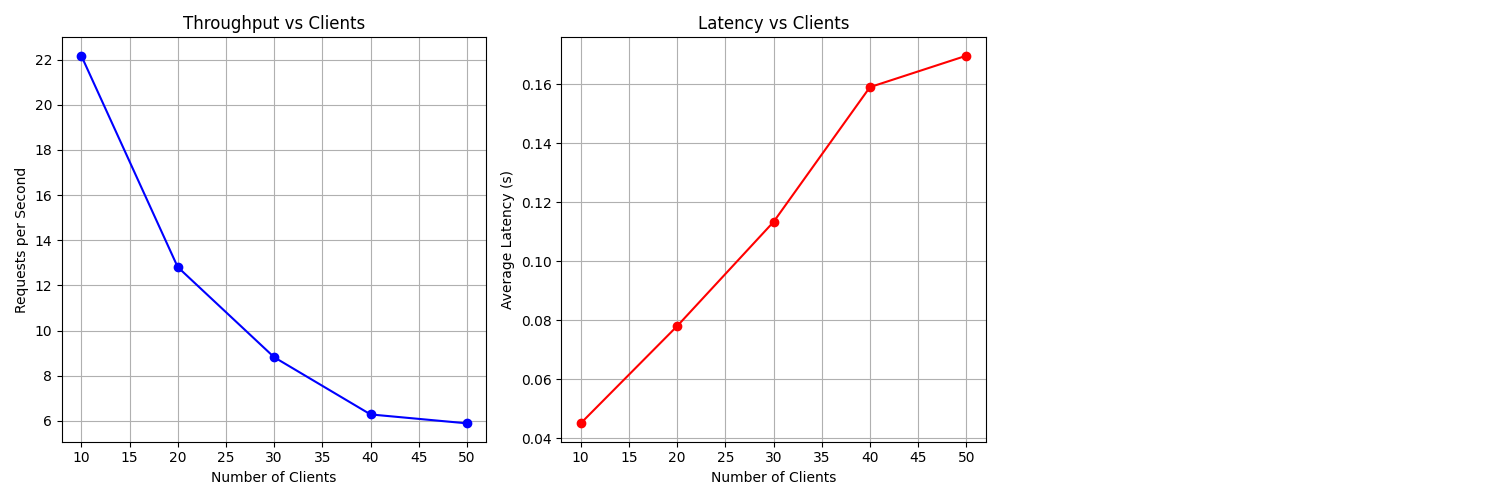 Throughput vs Clients
Requests per Second
22
20
18
16
14
12
10
8
6
10 15 20 25 30 35 40 45 50
Number of Clients
Latency vs Clients
Average Latency (s)
0.16
0.14
0.12
0.10
0.08
0.06
0.04
10 15 20 25 30 35 40 45 50
Number of Clients